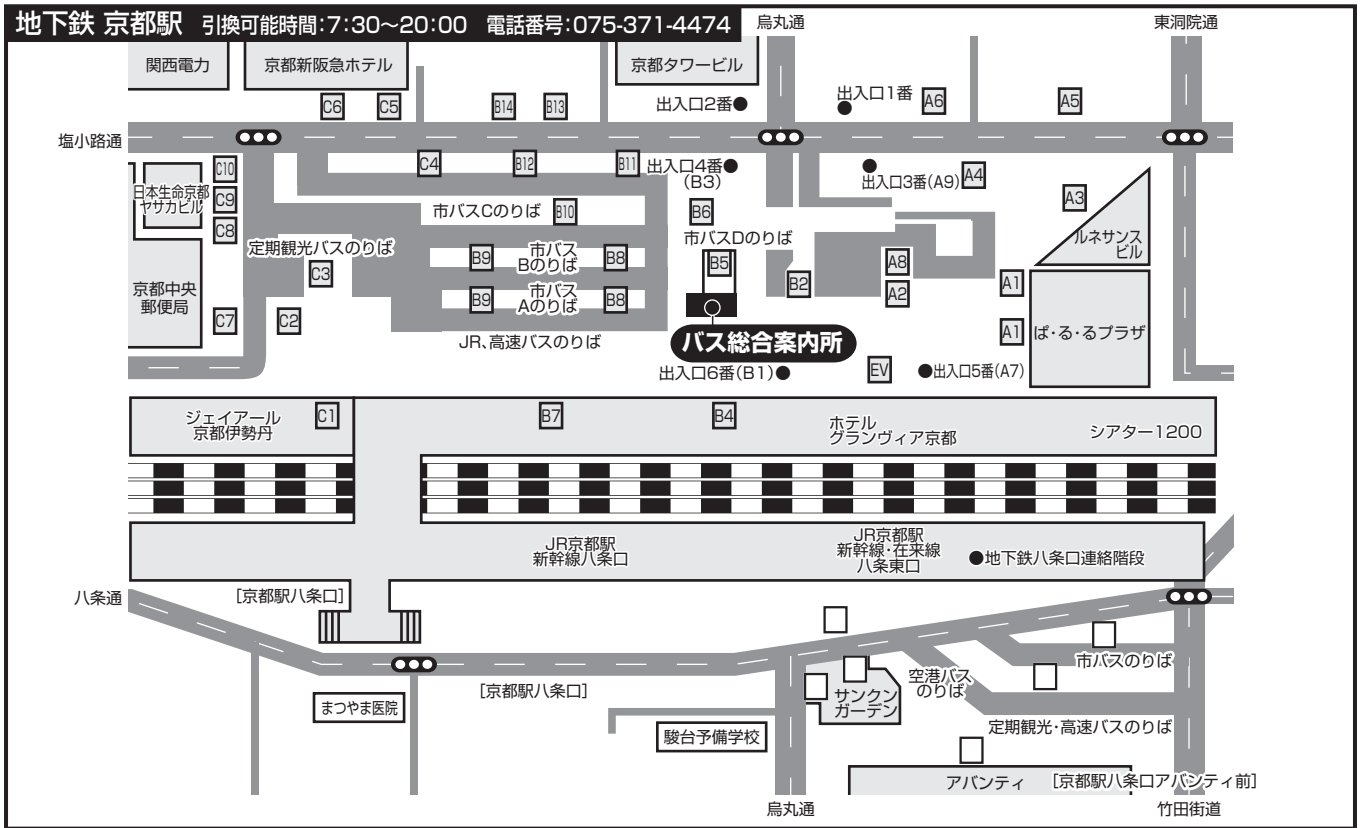 地下鉄 京都駅 引換可能時間:7:30〜20:00 電話番号:075-371-4474
烏丸通
東洞院通
関西電力
京都新阪急ホテル
京都タワービル
C6
C5
B14
B13
出入口2番●
出入口1番
A6
A5
塩小路通
C10
C4
B12
B11
出入口4番●
(B3)
出入口3番(A9)
A4
日本生命京都
ヤサカビル
C9
C8
市バスCのりば
B10
B6
A3
定期観光バスのりば
市バスDのりば
ルネサンス
ビル
C3
B9
市バス
Bのりば
B8
B5
A8
京都中央
郵便局
B9
市バス
Aのりば
B8
B2
A2
A1
C7
C2
JR、高速バスのりば
バス総合案内所
A1
ぱ・る・るプラザ
出入口6番(B1)●
EV
●出入口5番(A7)
ジェイアール
京都伊勢丹
C1
B7
B4
ホテル
グランヴィア京都
シアター1200
JR京都駅
新幹線八条口
JR京都駅
新幹線・在来線
八条東口
●地下鉄八条口連絡階段
八条通
[京都駅八条口]
[京都駅八条口]
市バスのりば
空港バス
のりば
サンクン
ガーデン
まつやま医院
駿台予備学校
定期観光・高速バスのりば
アバンティ
[京都駅八条口アバンティ前]
烏丸通
竹田街道